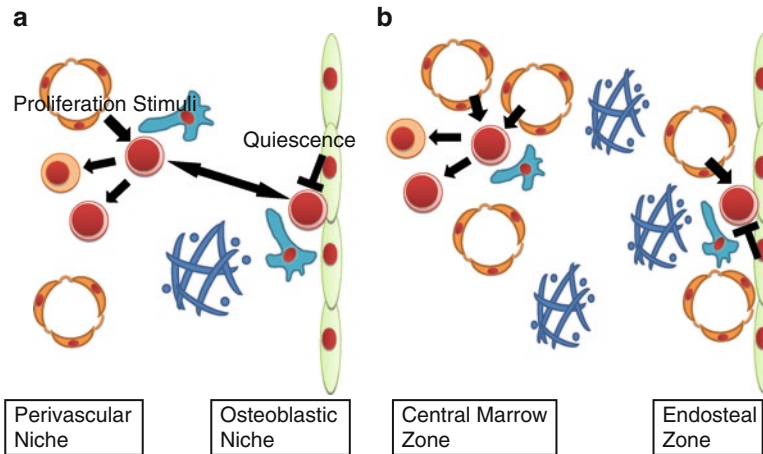 a
Proliferation Stimuli
Quiescence
Perivascular
Niche
Osteoblastic
Niche
b
Central Marrow
Zone
Endosteal
Zone